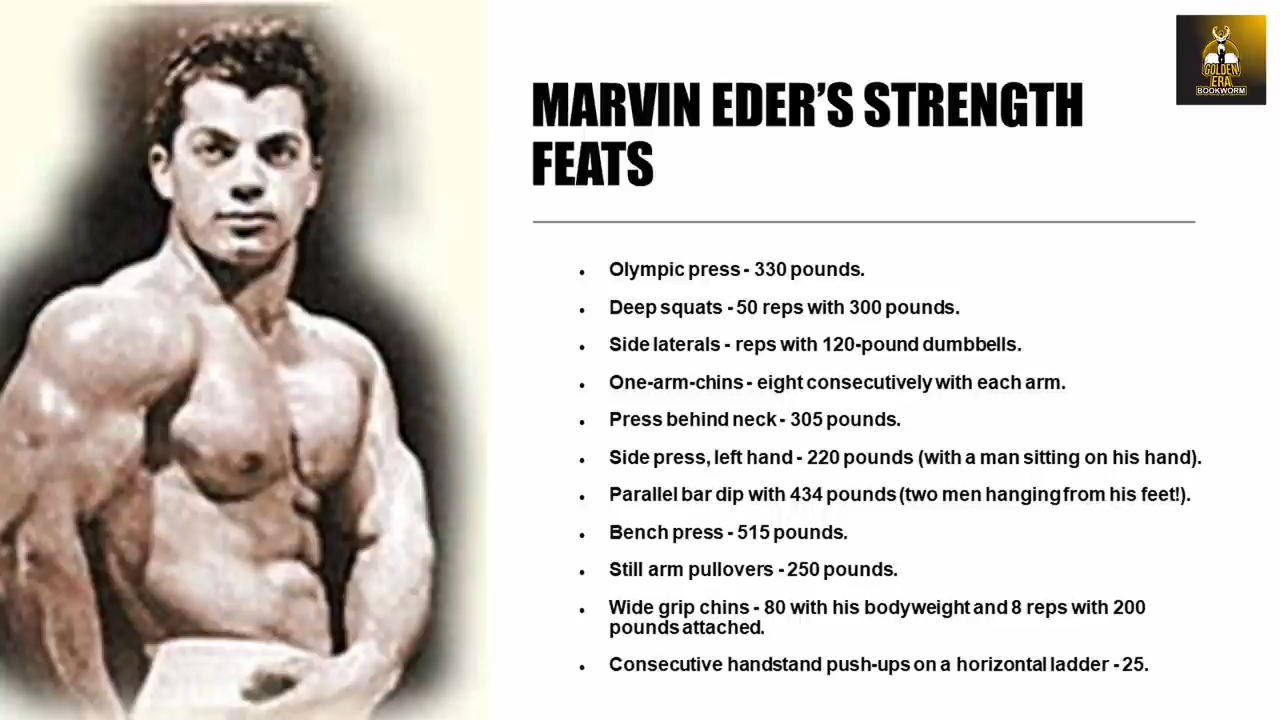 GOLDEN
ERA
BOOKWORM
MARVIN EDER'S STRENGTH
FEATS
• Olympic press - 330 pounds.
• Deep squats - 50 reps with 300 pounds.
• Side laterals - reps with 120-pound dumbbells.
• One-arm-chins - eight consecutively with each arm.
• Press behind neck - 305 pounds.
• Side press, left hand - 220 pounds (with a man sitting on his hand).
• Parallel bar dip with 434 pounds (two men hanging from his feet!).
• Bench press - 515 pounds.
• Still arm pullovers - 250 pounds.
• Wide grip chins - 80 with his bodyweight and 8 reps with 200
pounds attached.
• Consecutive handstand push-ups on a horizontal ladder - 25.